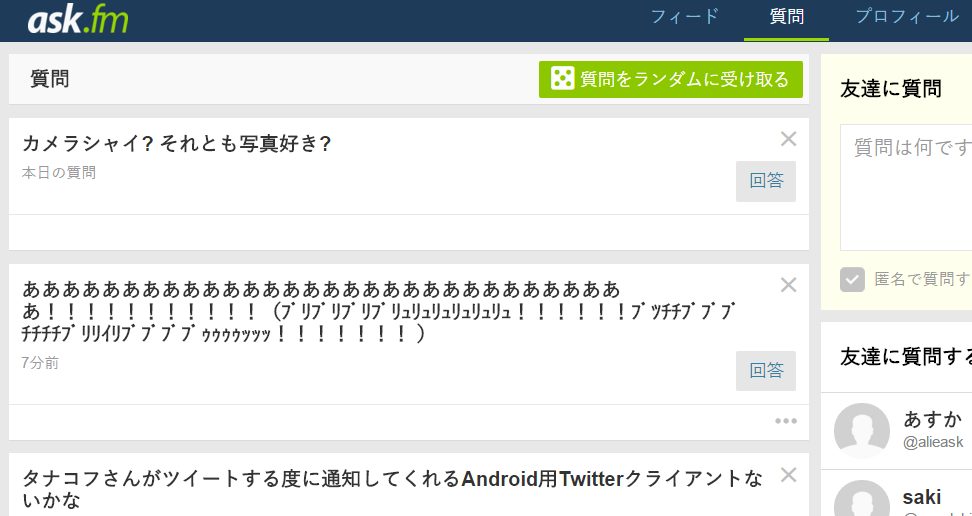 ask.fm
フィード 質問 プロフィール
質問
質問をランダムに受け取る
カメラシャイ? それとも写真好き?
本日の質問
回答
ああああああああああああああああああああああああああああああ
あ！！！！！！！！！！！（ﾌﾞﾘﾌﾞﾘﾌﾞﾘﾌﾞﾘｭﾘｭﾘｭﾘｭﾘｭﾘｭ！！！！！！ﾌﾞﾂﾁﾁﾌﾞﾌﾞﾌﾞ
ﾁﾁﾁﾁﾌﾞﾘﾘｲﾘﾌﾞﾌﾞﾌﾞﾌﾞｩｩｩｩｯｯｯ！！！！！！！）
7分前
回答
タナコフさんがツイートする度に通知してくれるAndroid用Twitterクライアントな
いかな
友達に質問
質問は何です
匿名で質問す
友達に質問する
あすか
@alieask
saki